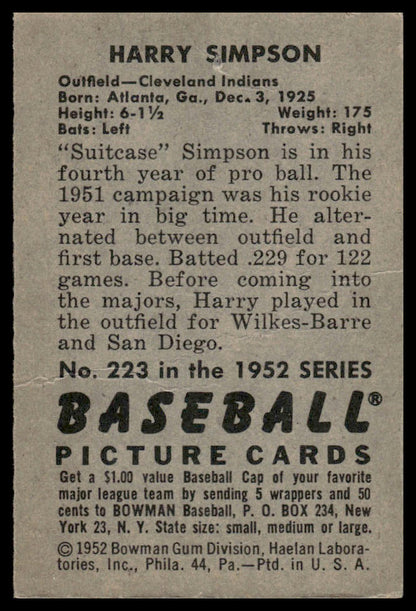 HARRY SIMPSON
Outfield—Cleveland Indians
Born: Atlanta, Ga., Dec. 3, 1925
Height: 6-1½ Weight: 175
Bats: Left Throws: Right
"Suitcase" Simpson is in his
fourth year of pro ball. The
1951 campaign was his rookie
year in big time. He alter-
nated between outfield and
first base. Batted .229 for 122
games. Before coming into
the majors, Harry played in
the outfield for Wilkes-Barre
and San Diego.
No. 223 in the 1952 SERIES
BASEBALL®
PICTURE CARDS
Get a $1.00 value Baseball Cap of your favorite
major league team by sending 5 wrappers and 50
cents to BOWMAN Baseball, P. O. BOX 234, New
York 23, N. Y. State size: small, medium or large.
© 1952 Bowman Gum Division, Haelan Labora-
tories, Inc., Phila. 44, Pa.—Ptd. in U. S. A.